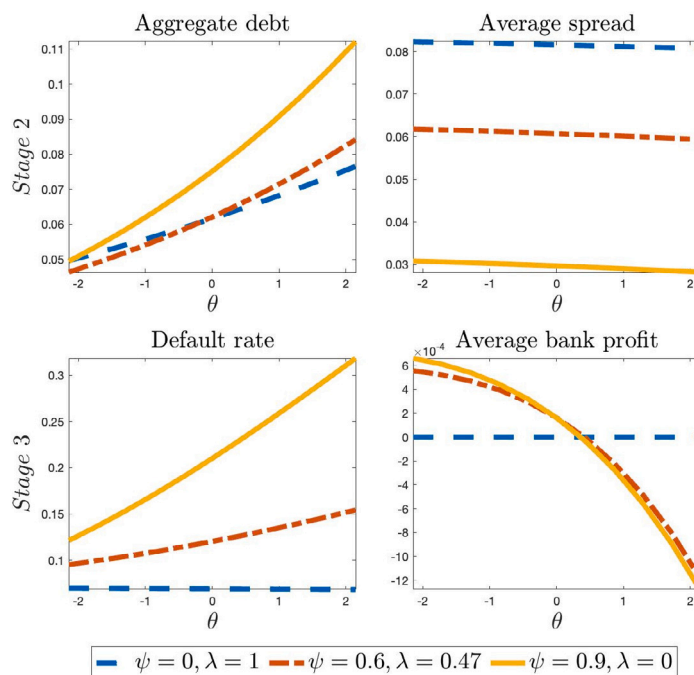 Aggregate debt
Average spread
Stage 2
0.11
0.1
0.09
0.08
0.07
0.06
0.05
-2 -1 0 1 2
θ
0.08
0.07
0.06
0.05
0.04
0.03
-2 -1 0 1 2
θ
Default rate
Average bank profit
Stage 3
0.3
0.25
0.2
0.15
0.1
-2 -1 0 1 2
θ
×10⁻⁴
6
4
2
0
-2
-4
-6
-8
-10
-12
-2 -1 0 1 2
θ
ψ = 0, λ = 1 ψ = 0.6, λ = 0.47 ψ = 0.9, λ = 0